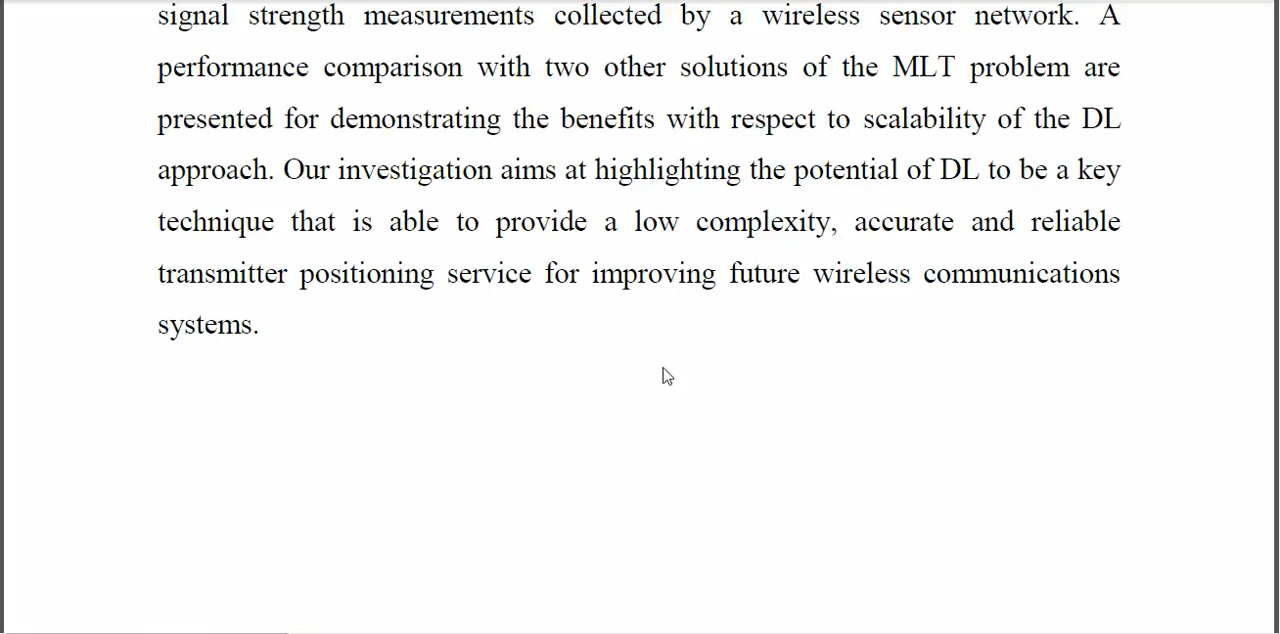 signal strength measurements collected by a wireless sensor network. A
performance comparison with two other solutions of the MLT problem are
presented for demonstrating the benefits with respect to scalability of the DL
approach. Our investigation aims at highlighting the potential of DL to be a key
technique that is able to provide a low complexity, accurate and reliable
transmitter positioning service for improving future wireless communications
systems.